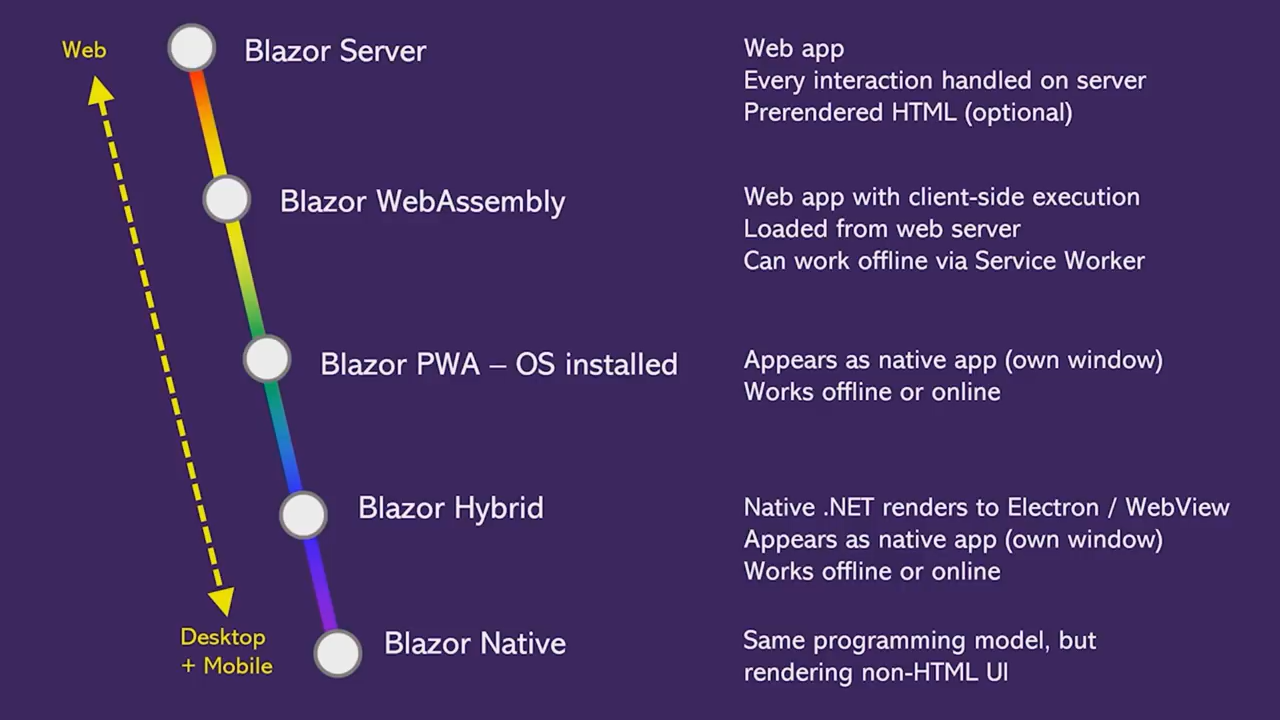 Web
Blazor Server
Web app
Every interaction handled on server
Prerendered HTML (optional)
Blazor WebAssembly
Web app with client-side execution
Loaded from web server
Can work offline via Service Worker
Blazor PWA – OS installed
Appears as native app (own window)
Works offline or online
Blazor Hybrid
Native .NET renders to Electron / WebView
Appears as native app (own window)
Works offline or online
Desktop
+ Mobile
Blazor Native
Same programming model, but
rendering non-HTML UI